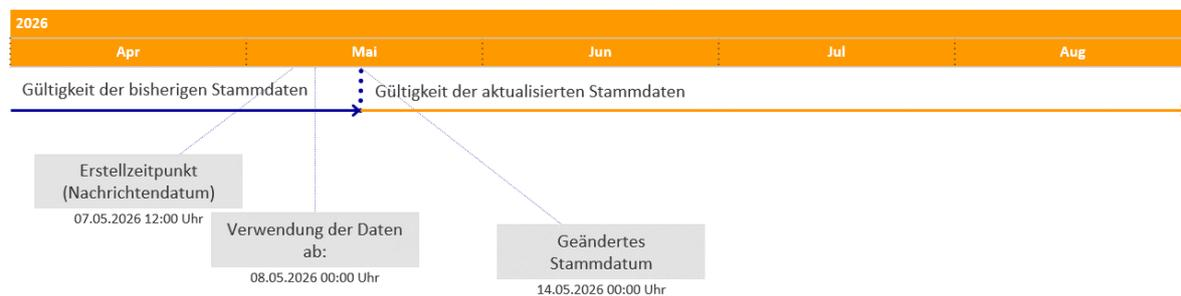 2026
Apr Mai Jun Jul Aug
Gültigkeit der bisherigen Stammdaten
Gültigkeit der aktualisierten Stammdaten
Erstellzeitpunkt
(Nachrichtendatum)
07.05.2026 12:00 Uhr
Verwendung der Daten
ab:
08.05.2026 00:00 Uhr
Geändertes
Stammdatum
14.05.2026 00:00 Uhr